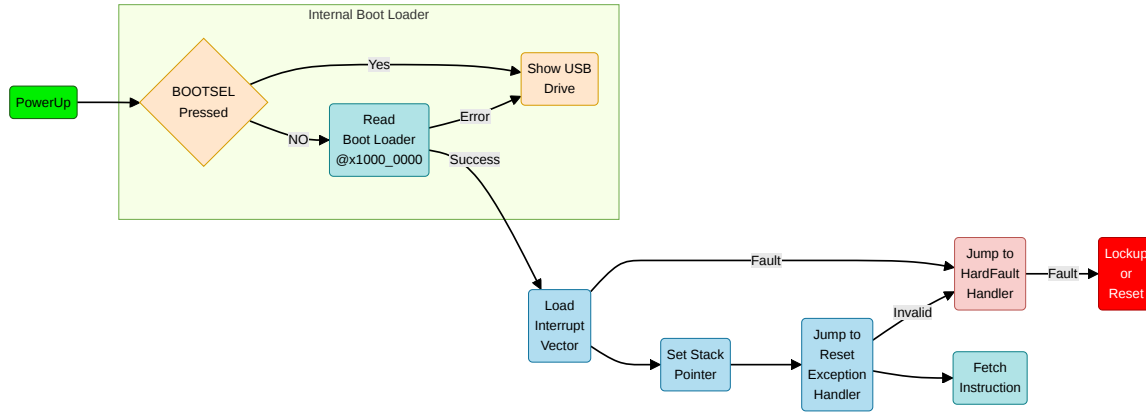 Internal Boot Loader
PowerUp
BOOTSEL
Pressed
Yes
NO
Read
Boot Loader
@x1000_0000
Error
Success
Show USB
Drive
Load
Interrupt
Vector
Fault
Set Stack
Pointer
Jump to
Reset
Exception
Handler
Invalid
Jump to
HardFault
Handler
Fault
Lockup
or
Reset
Fetch
Instruction